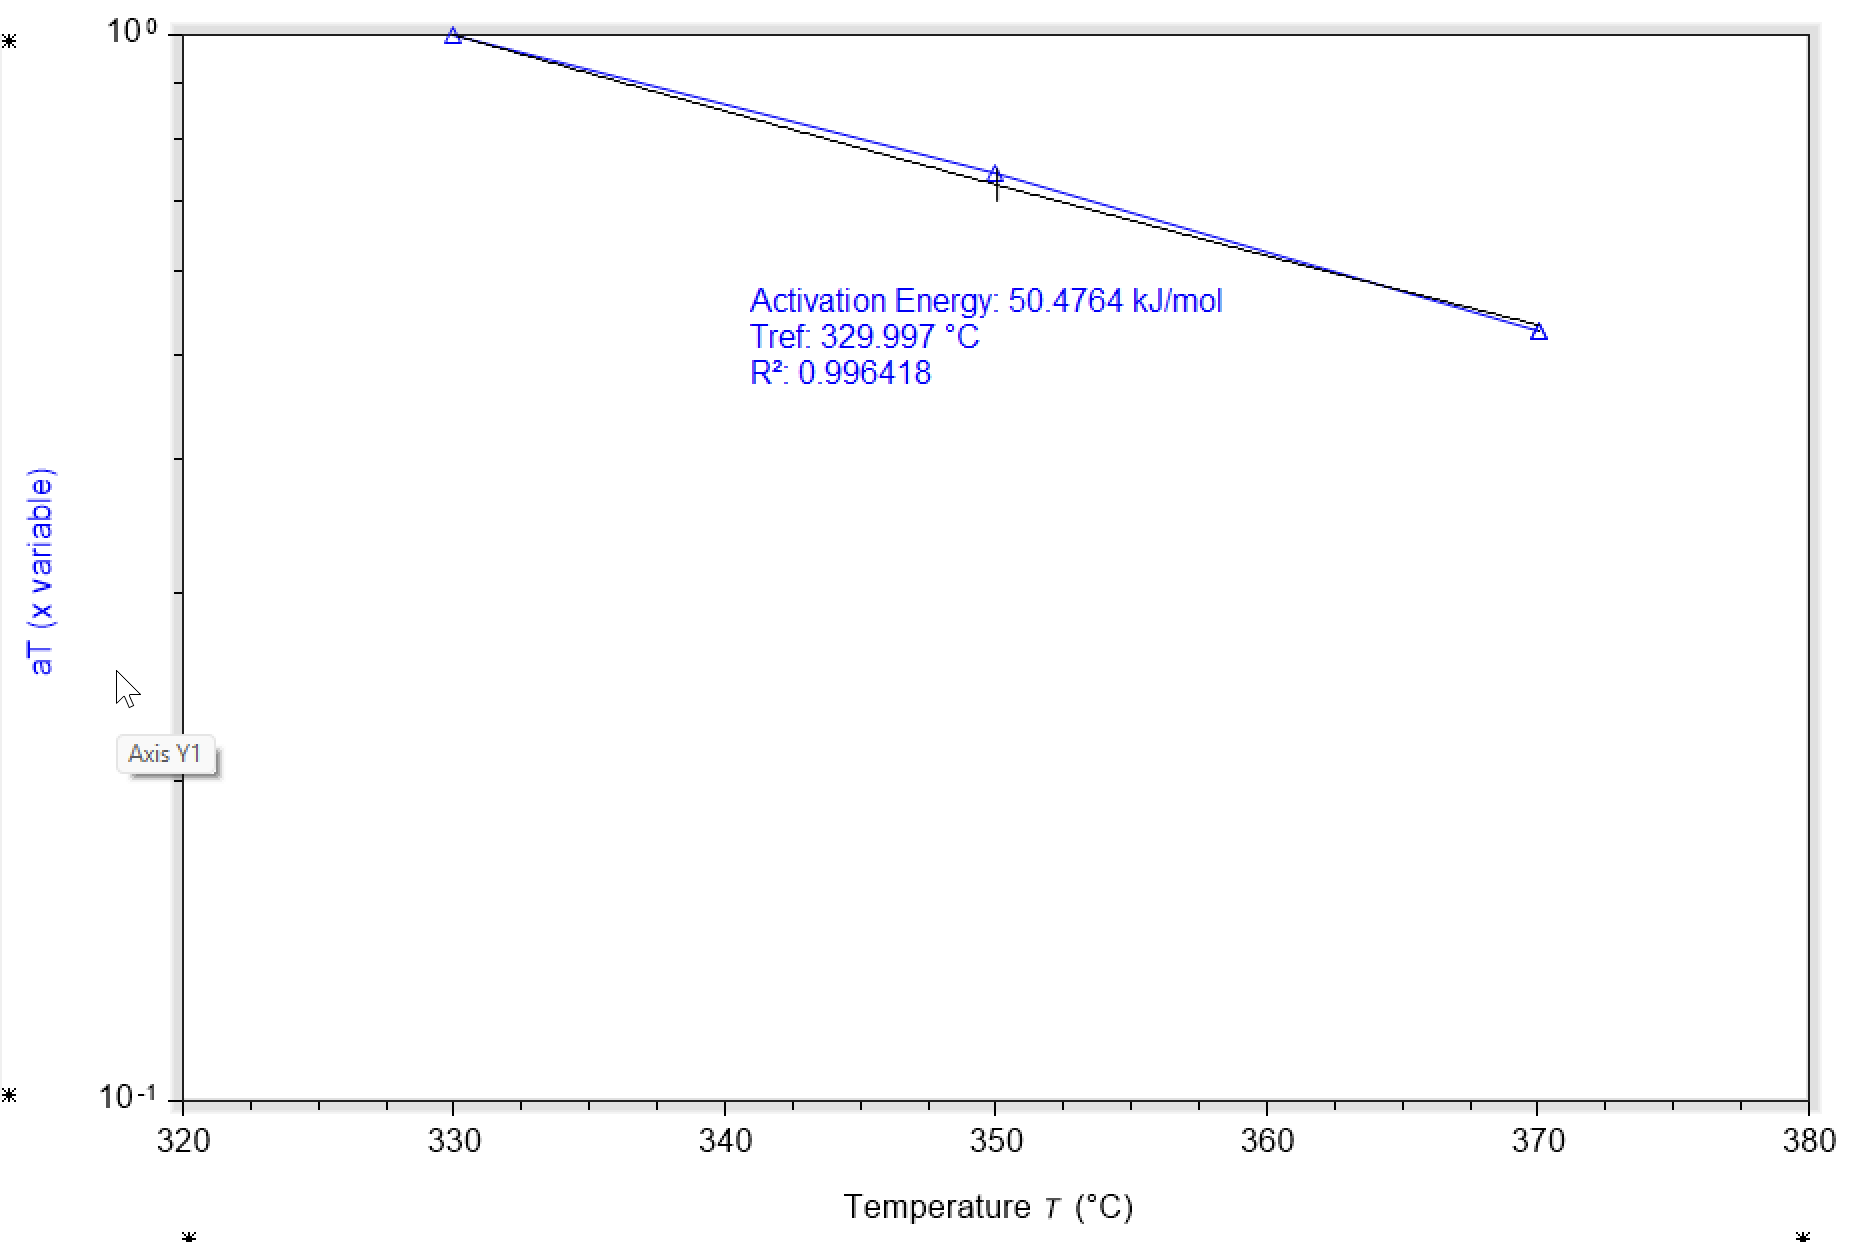 10⁰
Activation Energy: 50.4764 kJ/mol
Tref: 329.997 °C
R²: 0.996418
aT (x variable)
Axis Y1
10⁻¹
320 330 340 350 360 370 380
Temperature T (°C)